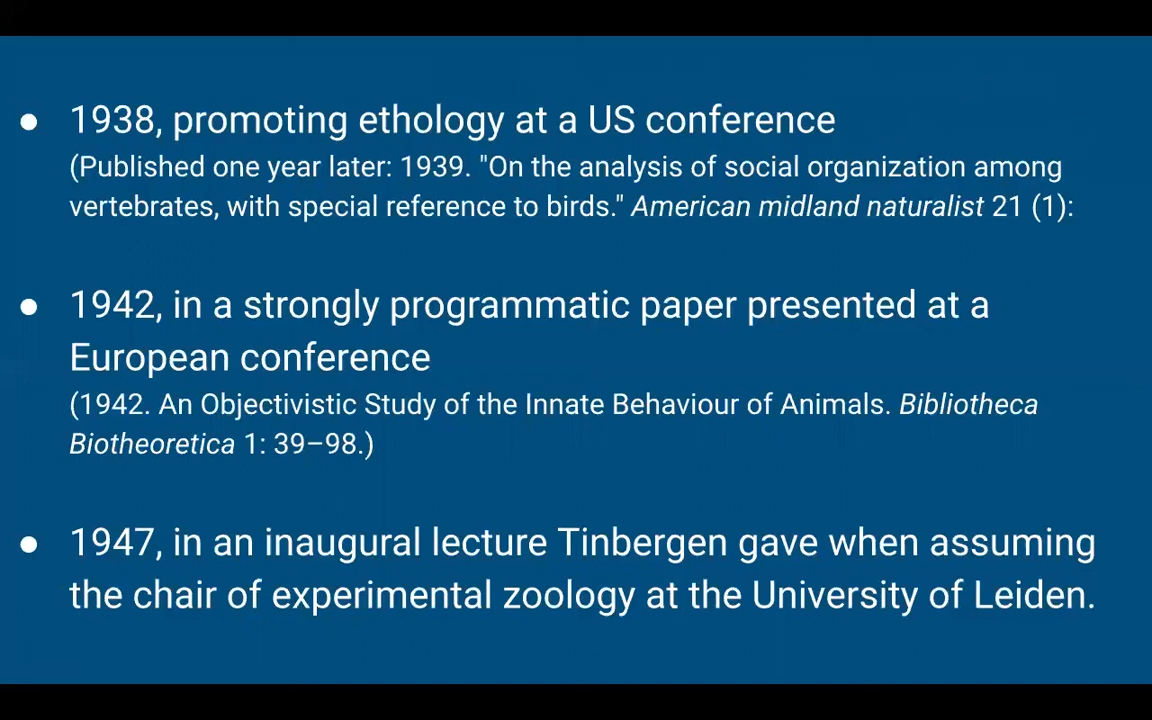 ● 1938, promoting ethology at a US conference
(Published one year later: 1939. "On the analysis of social organization among
vertebrates, with special reference to birds." American midland naturalist 21 (1):
● 1942, in a strongly programmatic paper presented at a
European conference
(1942. An Objectivistic Study of the Innate Behaviour of Animals. Bibliotheca
Biotheoretica 1: 39–98.)
● 1947, in an inaugural lecture Tinbergen gave when assuming
the chair of experimental zoology at the University of Leiden.